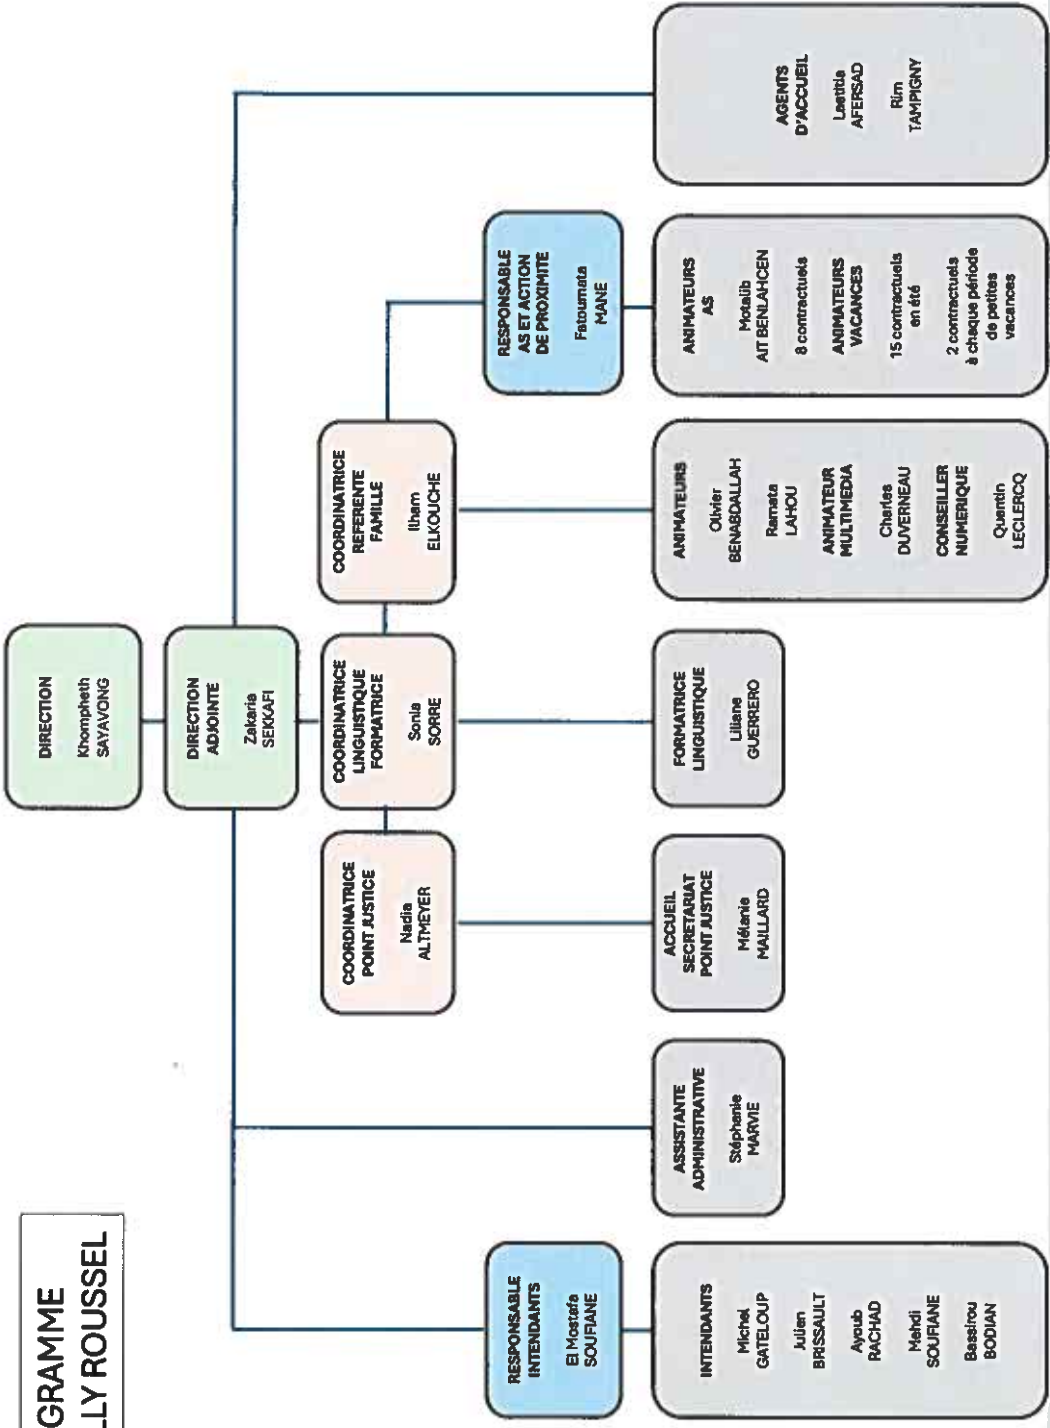 GRAMME
LLY ROUSSEL
DIRECTION
Khompheth
SAYAVONG
DIRECTION
ADJOINTE
Zakaria
SEKKAFI
COORDINATRICE
POINT JUSTICE
Nadia
ALTMEYER
COORDINATRICE
LINGUISTIQUE
FORMATRICE
Sonia
SORRE
COORDINATRICE
REFERENTE
FAMILLE
Ilham
ELKOUCHE
RESPONSABLE
INTENDANTS
El Mostafa
SOUFIANE
RESPONSABLE
AS ET ACTION
DE PROXIMITE
Fatoumata
MANE
INTENDANTS
Michel
GATELOUP
Julien
BRISSAULT
Ayoub
RACHAD
Mehdi
SOUFIANE
Bassirou
BODIAN
ASSISTANTE
ADMINISTRATIVE
Stéphanie
MARVIE
ACCUEIL
SECRETARIAT
POINT JUSTICE
Mélanie
MAILLARD
FORMATRICE
LINGUISTIQUE
Liliane
GUERRERO
ANIMATEURS
Olivier
BENABDALLAH
Ramata
LAHOU
ANIMATEUR
MULTIMEDIA
Charles
DUVERNEAU
CONSEILLER
NUMERIQUE
Quentin
LECLERCQ
ANIMATEURS
AS
Motalib
AIT BENLAHCEN
8 contractuels
ANIMATEURS
VACANCES
15 contractuels
en été
2 contractuels
à chaque période
de petites
vacances
AGENTS
D'ACCUEIL
Laetitia
AFERSAD
Rim
TAMPIGNY